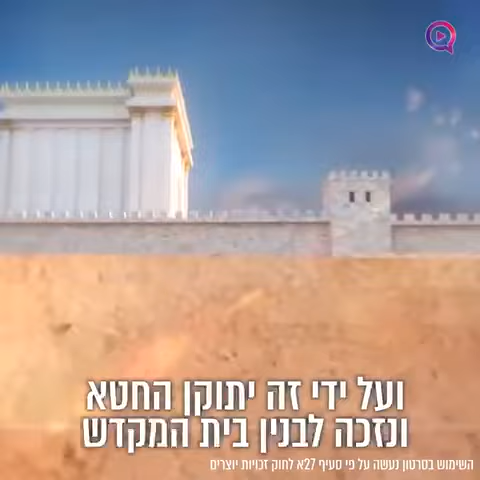 ועל ידי זה יתוקן החטא
ונזכה לבנין בית המקדש
השימוש בסרטון נעשה על פי סעיף 27א לחוק זכויות יוצרים